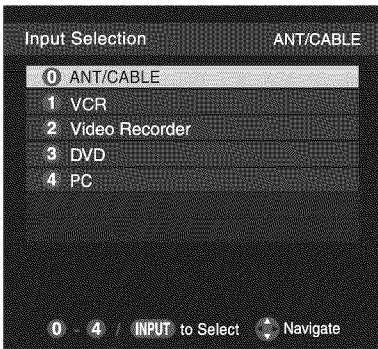 Input Selection ANT/CABLE
0 ANT/CABLE
1 VCR
2 Video Recorder
3 DVD
4 PC
0 - 4 / INPUT to Select Navigate